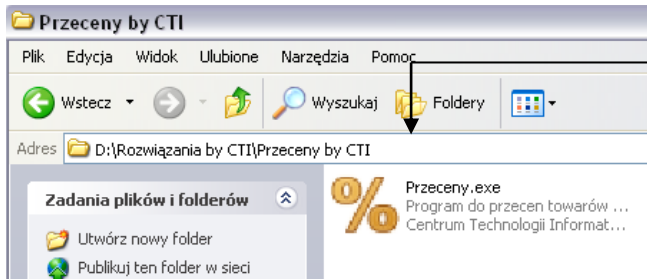 Przeceny by CTI
Plik Edycja Widok Ulubione Narzędzia Pomoc
Wstecz Wyszukaj Foldery
Adres D:\Rozwiązania by CTI\Przeceny by CTI
Zadania plików i folderów
Utwórz nowy folder
Publikuj ten folder w sieci
Przeceny.exe
Program do przecen towarów ...
Centrum Technologii Informat...